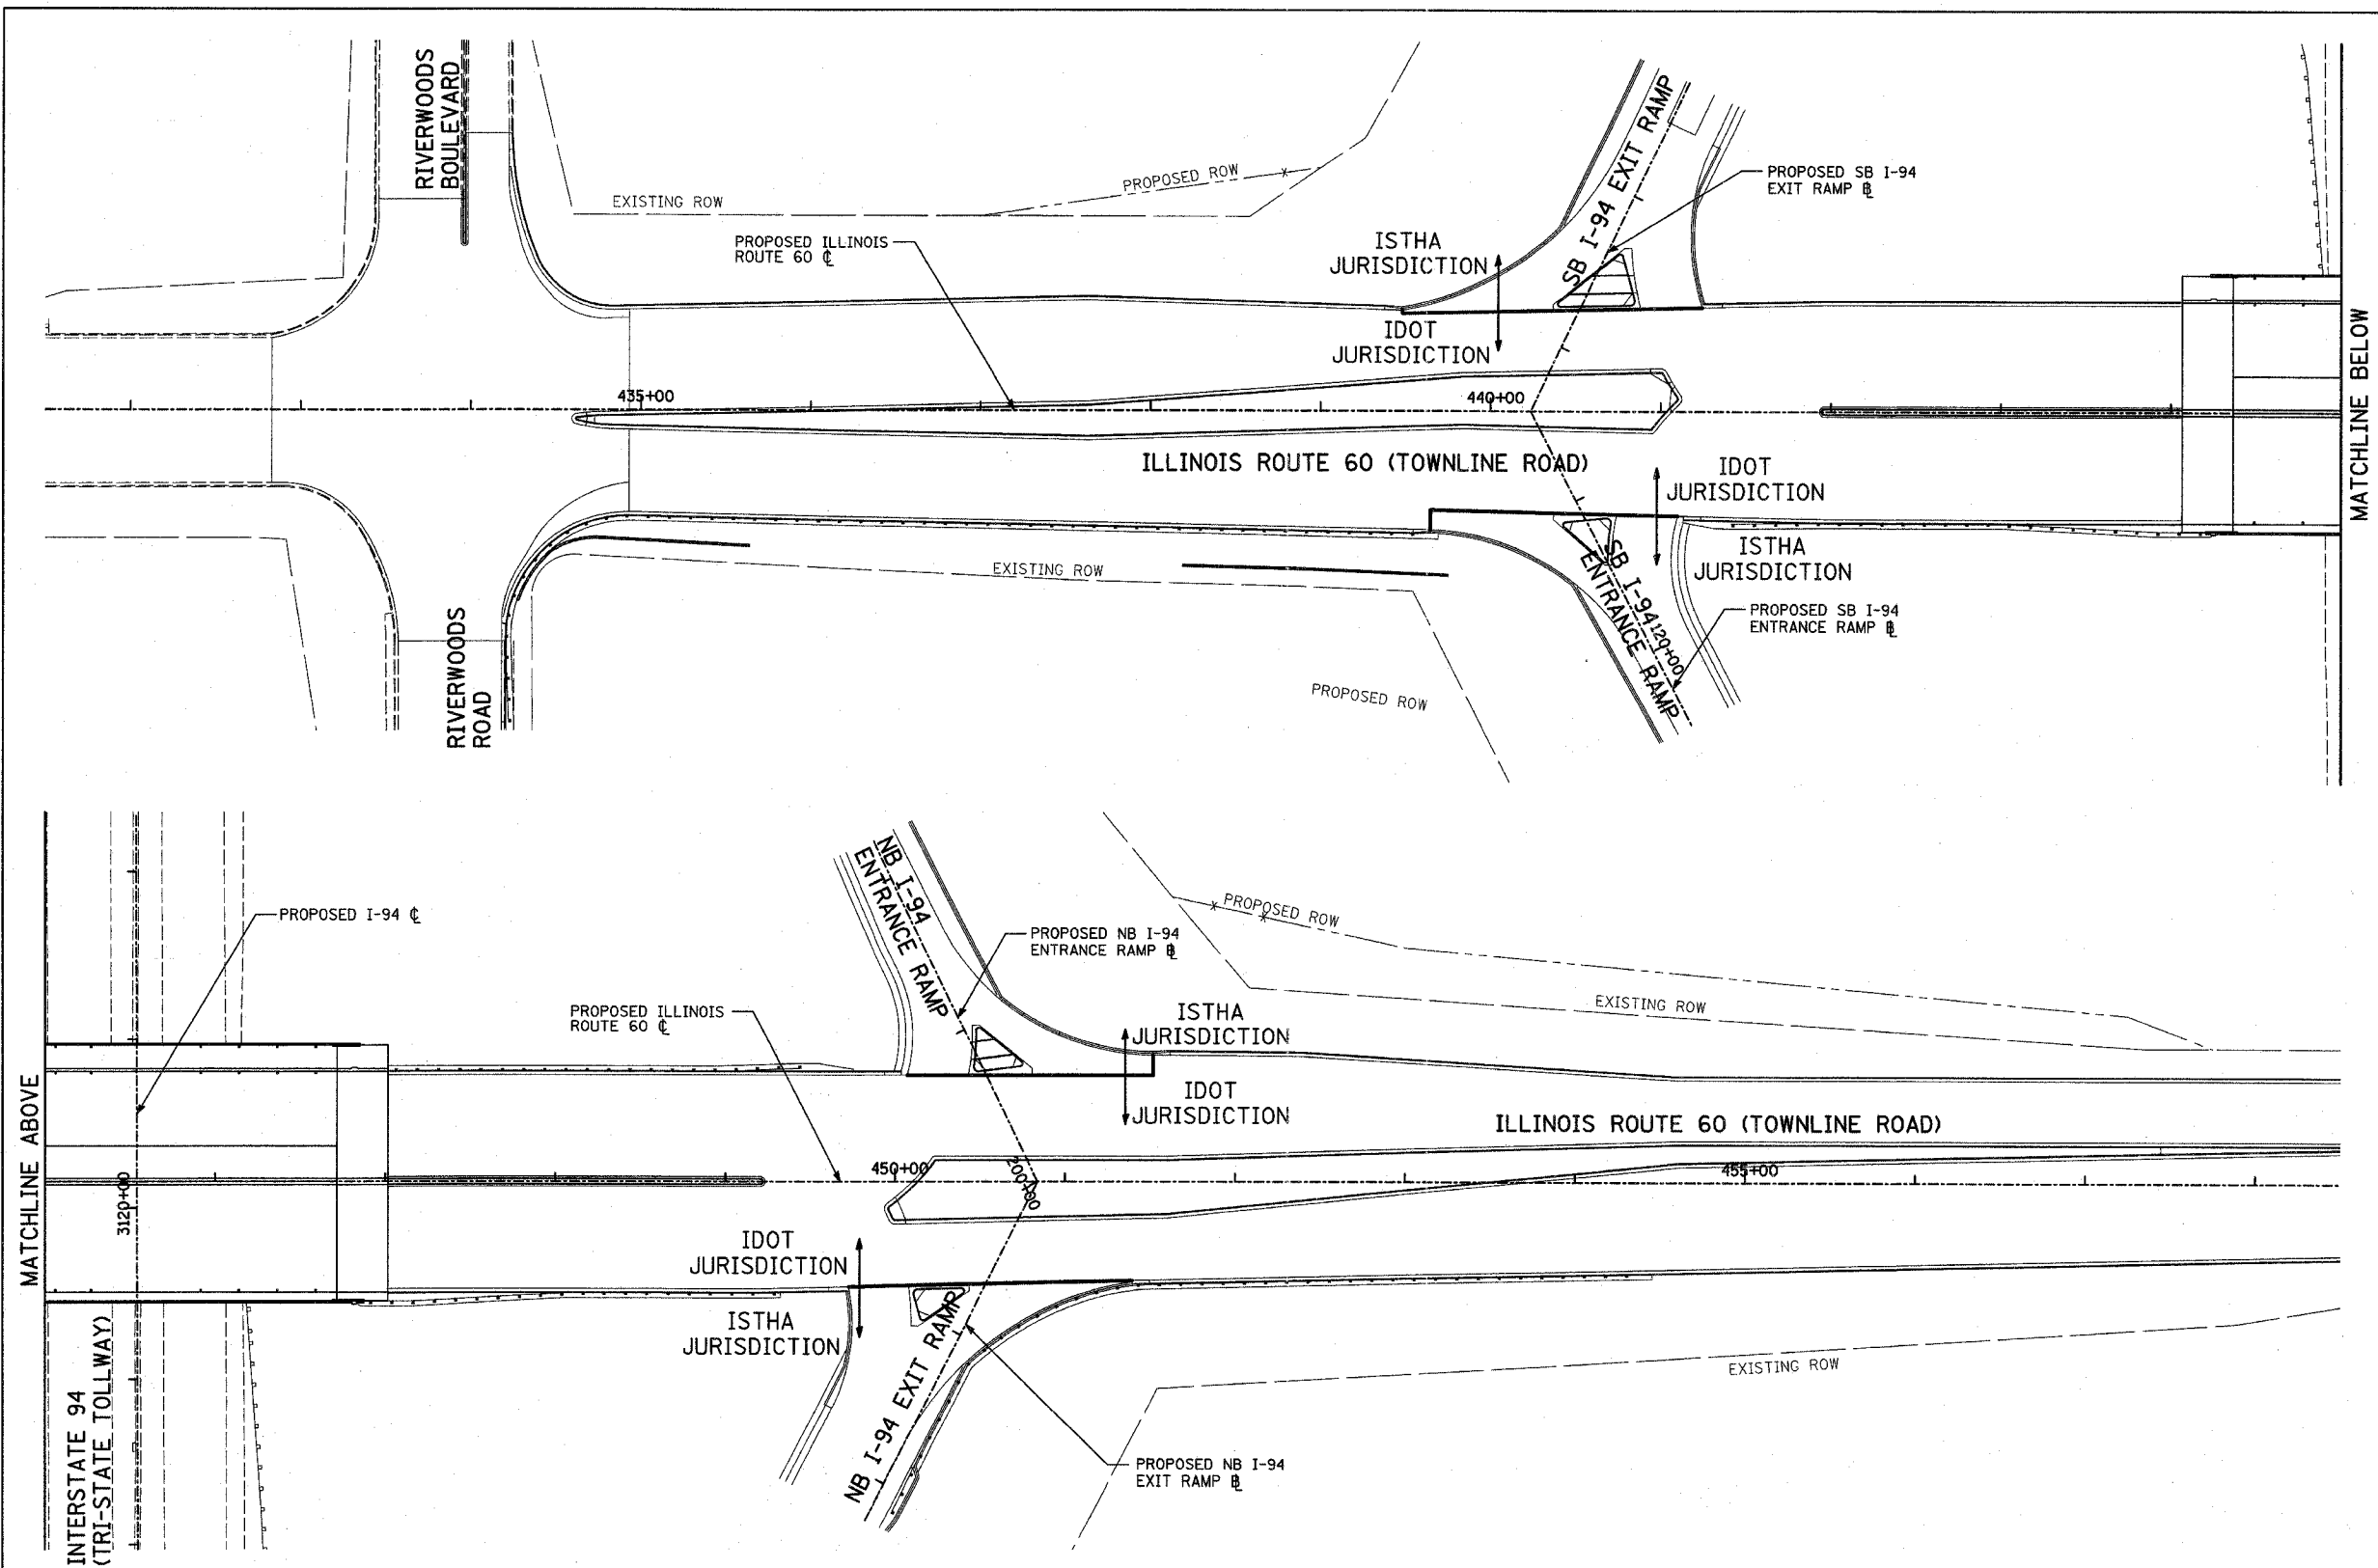 RIVERWOODS
BOULEVARD
EXISTING ROW
PROPOSED ROW
PROPOSED ILLINOIS
ROUTE 60 ℄
ISTHA
JURISDICTION
IDOT
JURISDICTION
SB I-94 EXIT RAMP
PROPOSED SB I-94
EXIT RAMP B̲L̲
435+00
440+00
ILLINOIS ROUTE 60 (TOWNLINE ROAD)
IDOT
JURISDICTION
ISTHA
JURISDICTION
MATCHLINE BELOW
EXISTING ROW
SB I-94
ENTRANCE RAMP
120+00
PROPOSED SB I-94
ENTRANCE RAMP B̲L̲
PROPOSED ROW
RIVERWOODS
ROAD
PROPOSED I-94 ℄
NB I-94
ENTRANCE RAMP
PROPOSED NB I-94
ENTRANCE RAMP B̲L̲
PROPOSED ROW
EXISTING ROW
PROPOSED ILLINOIS
ROUTE 60 ℄
ISTHA
JURISDICTION
IDOT
JURISDICTION
ILLINOIS ROUTE 60 (TOWNLINE ROAD)
MATCHLINE ABOVE
3120+00
450+00
200+00
455+00
IDOT
JURISDICTION
ISTHA
JURISDICTION
NB I-94 EXIT RAMP
EXISTING ROW
PROPOSED NB I-94
EXIT RAMP B̲L̲
INTERSTATE 94
(TRI-STATE TOLLWAY)